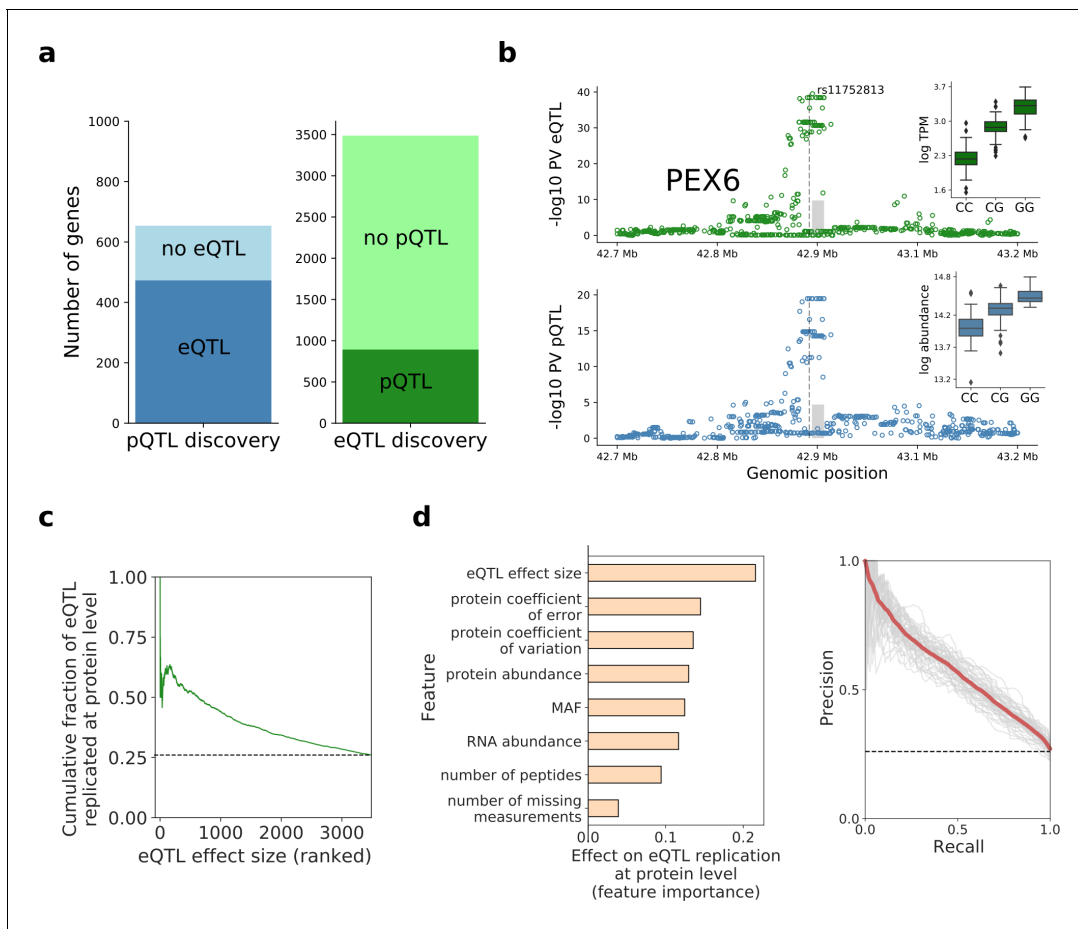 a
1000
800
600
400
200
0
Number of genes
no eQTL
eQTL
pQTL discovery
3500
3000
2500
2000
1500
1000
500
0
no pQTL
pQTL
eQTL discovery
b
40
30
20
10
0
-log10 PV eQTL
rs11752813
PEX6
42.7 Mb 42.8 Mb 42.9 Mb 43.1 Mb 43.2 Mb
3.7
3.0
2.3
1.6
log TPM
CC CG GG
20
15
10
5
0
-log10 PV pQTL
42.7 Mb 42.8 Mb 42.9 Mb 43.1 Mb 43.2 Mb
Genomic position
14.8
14.2
13.7
13.2
log abundance
CC CG GG
c
1.00
0.75
0.50
0.25
0.00
Cumulative fraction of eQTL
replicated at protein level
0 1000 2000 3000
eQTL effect size (ranked)
d
Feature
eQTL effect size
protein coefficient
of error
protein coefficient
of variation
protein abundance
MAF
RNA abundance
number of peptides
number of missing
measurements
0.0 0.1 0.2
Effect on eQTL replication
at protein level
(feature importance)
1.0
0.5
0.0
Precision
0.0 0.5 1.0
Recall